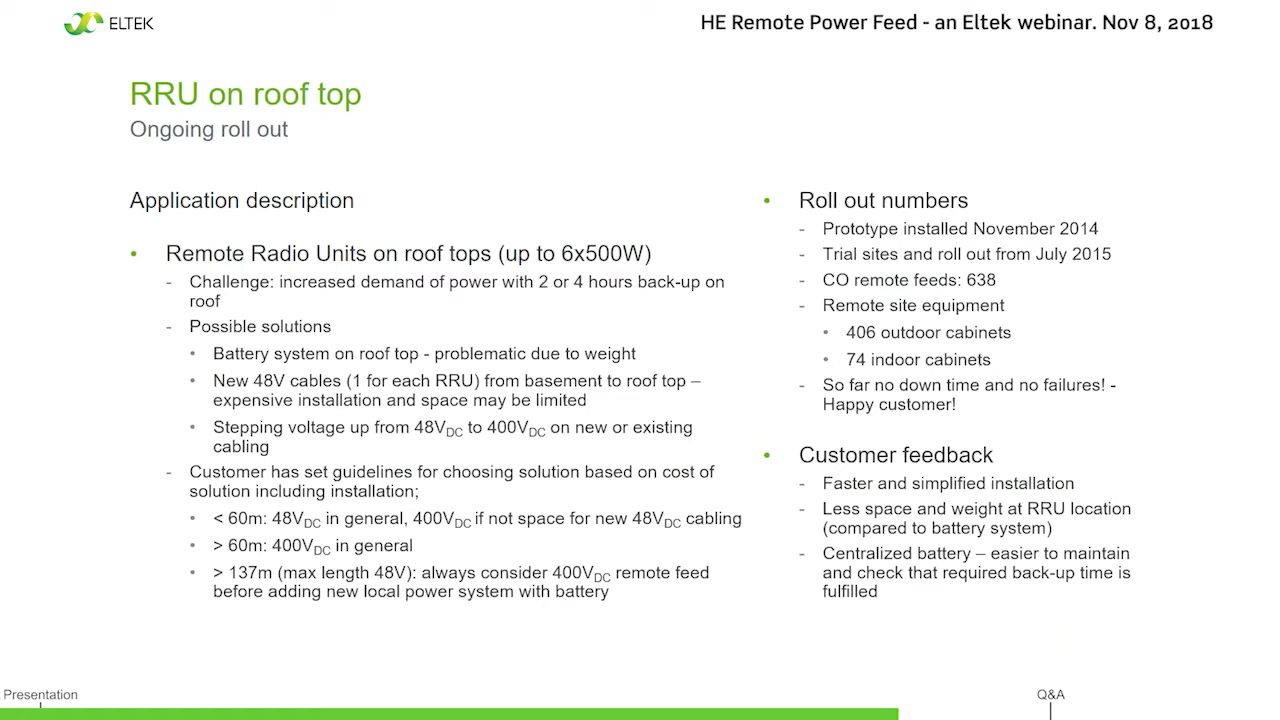 ELTEK
HE Remote Power Feed - an Eltek webinar. Nov 8, 2018
RRU on roof top
Ongoing roll out
Application description
• Remote Radio Units on roof tops (up to 6x500W)
- Challenge: increased demand of power with 2 or 4 hours back-up on
roof
- Possible solutions
• Battery system on roof top - problematic due to weight
• New 48V cables (1 for each RRU) from basement to roof top –
expensive installation and space may be limited
• Stepping voltage up from 48VDC to 400VDC on new or existing
cabling
- Customer has set guidelines for choosing solution based on cost of
solution including installation;
• < 60m: 48VDC in general, 400VDC if not space for new 48VDC cabling
• > 60m: 400VDC in general
• > 137m (max length 48V): always consider 400VDC remote feed
before adding new local power system with battery
• Roll out numbers
- Prototype installed November 2014
- Trial sites and roll out from July 2015
- CO remote feeds: 638
- Remote site equipment
• 406 outdoor cabinets
• 74 indoor cabinets
- So far no down time and no failures! -
Happy customer!
• Customer feedback
- Faster and simplified installation
- Less space and weight at RRU location
(compared to battery system)
- Centralized battery – easier to maintain
and check that required back-up time is
fulfilled
Presentation
Q&A